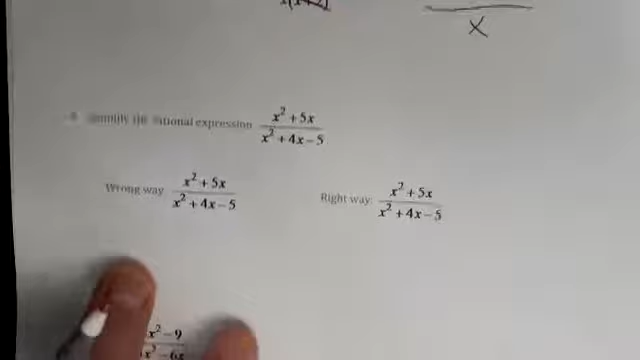 x
Simplify the rational expression x² + 5x / x² + 4x − 5
Wrong way x² + 5x / x² + 4x − 5 Right way: x² + 5x / x² + 4x − 5
x² − 9